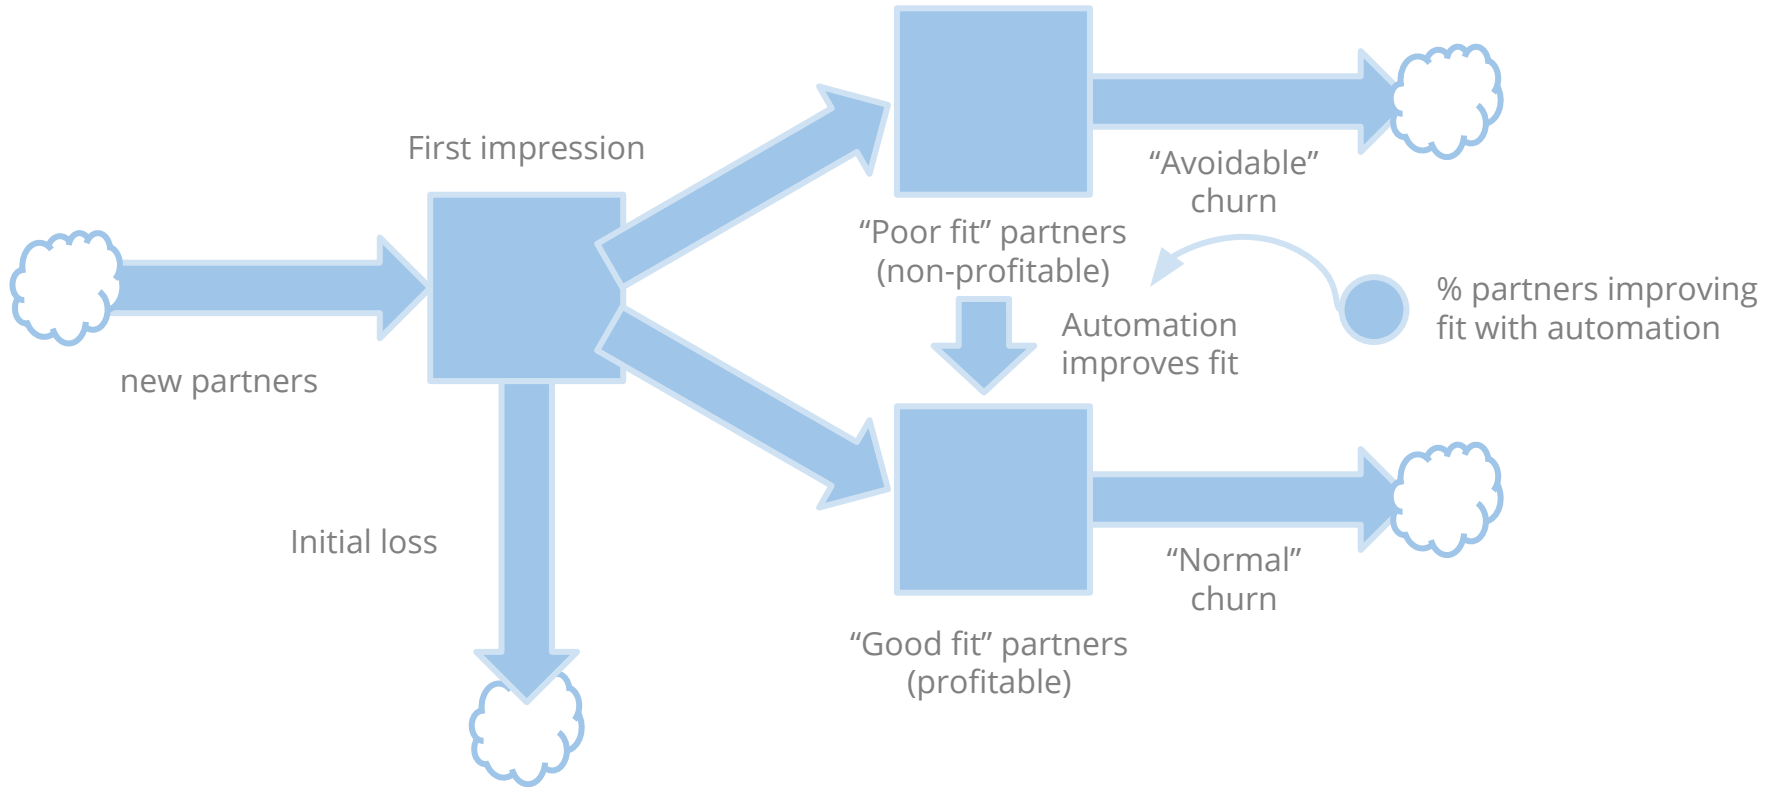 First impression
new partners
Initial loss
“Poor fit” partners
(non-profitable)
“Avoidable”
churn
Automation
improves fit
% partners improving
fit with automation
“Good fit” partners
(profitable)
“Normal”
churn